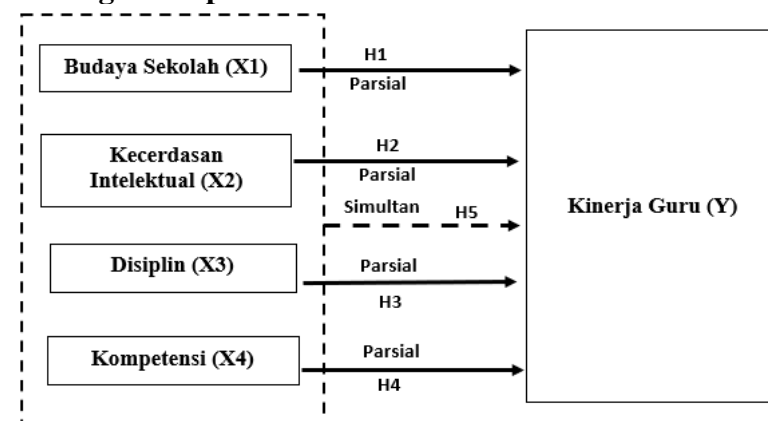 Budaya Sekolah (X1)
H1
Parsial
Kecerdasan
Intelektual (X2)
H2
Parsial
Simultan H5
Kinerja Guru (Y)
Disiplin (X3)
Parsial
H3
Kompetensi (X4)
Parsial
H4